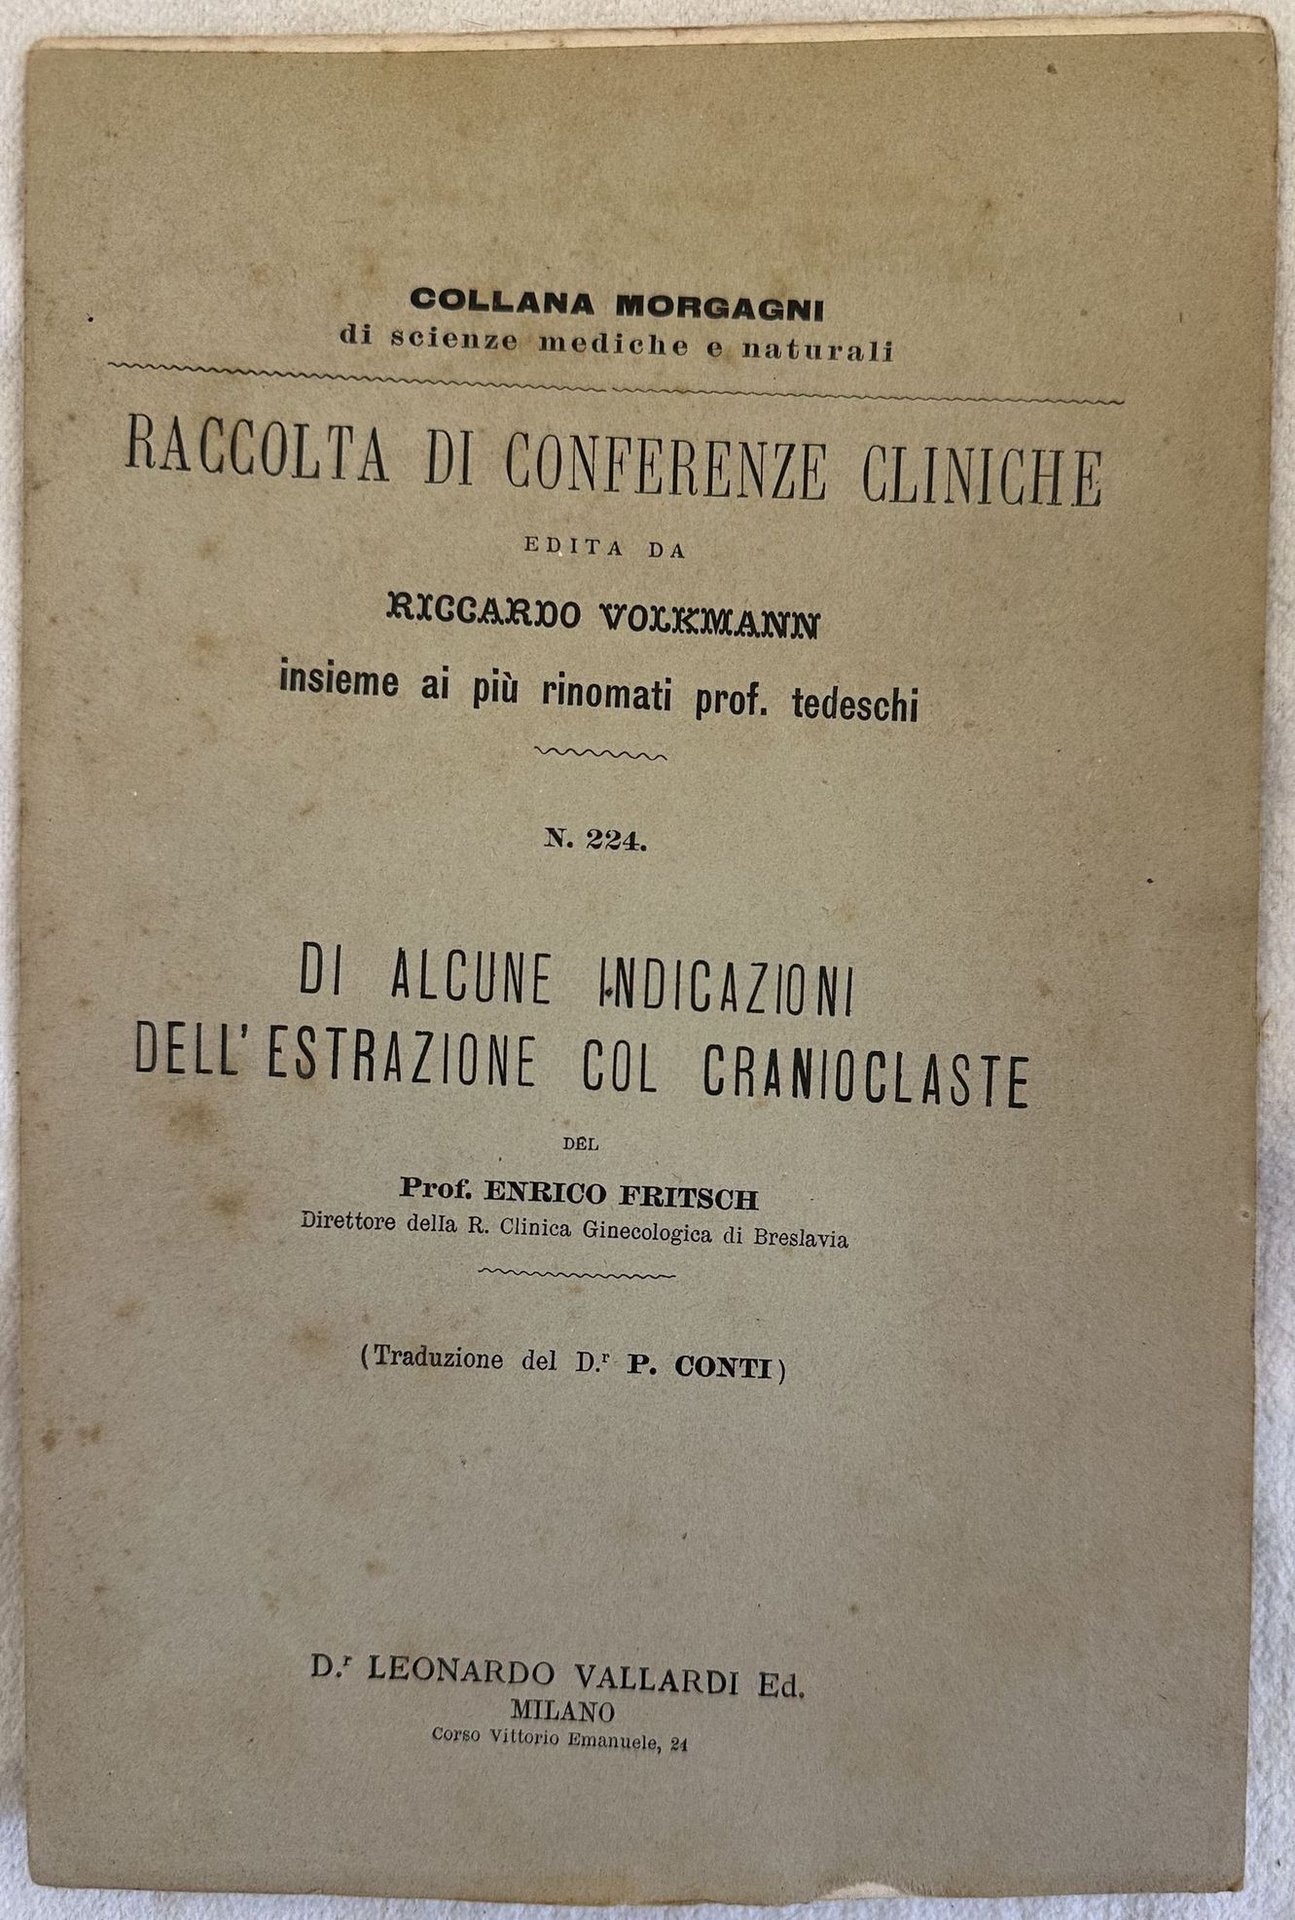 COLLANA MORGAGNI
di scienze mediche e naturali
RACCOLTA DI CONFERENZE CLINICHE
EDITA DA
RICCARDO VOLKMANN
insieme ai più rinomati prof. tedeschi
N. 224.
DI ALCUNE INDICAZIONI
DELL' ESTRAZIONE COL CRANIOCLASTE
DEL
Prof. ENRICO FRITSCH
Direttore della R. Clinica Ginecologica di Breslavia
(Traduzione del D.r P. CONTI)
D.r LEONARDO VALLARDI Ed.
MILANO
Corso Vittorio Emanuele, 24